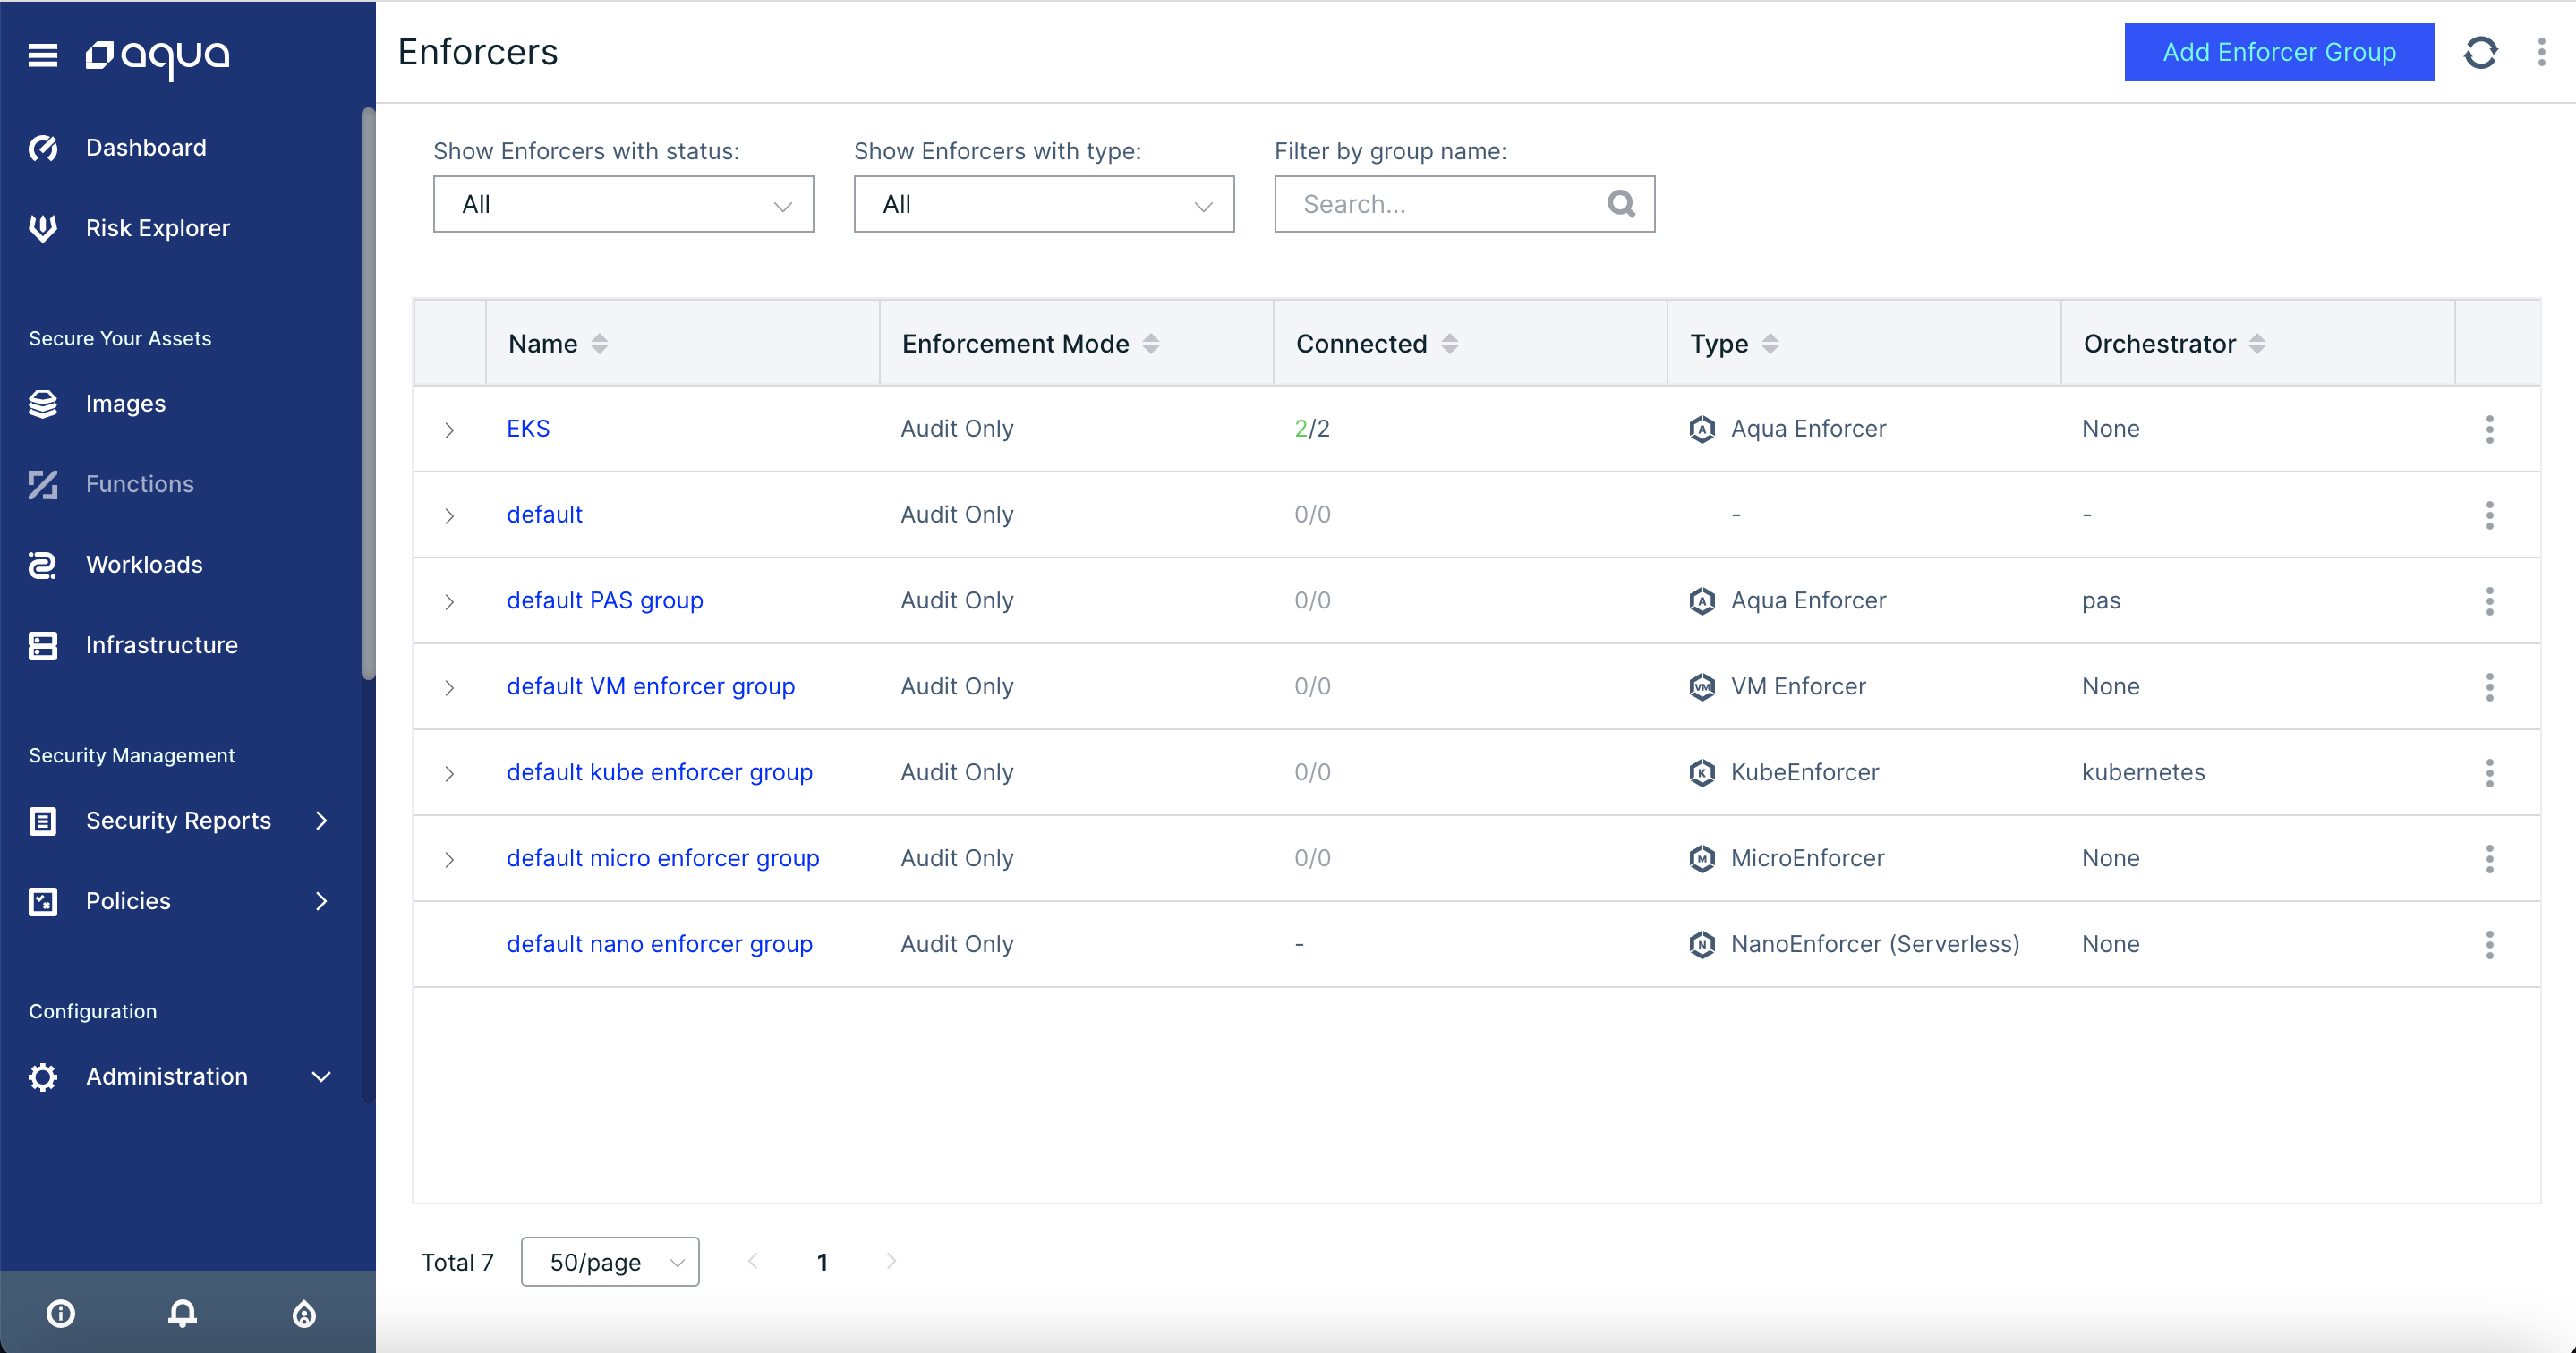 aqua
Dashboard
Risk Explorer
Secure Your Assets
Images
Functions
Workloads
Infrastructure
Security Management
Security Reports
Policies
Configuration
Administration
Enforcers
Add Enforcer Group
Show Enforcers with status: Show Enforcers with type: Filter by group name:
All All Search...
Name Enforcement Mode Connected Type Orchestrator
EKS Audit Only 2/2 A Aqua Enforcer None
default Audit Only 0/0 - -
default PAS group Audit Only 0/0 A Aqua Enforcer pas
default VM enforcer group Audit Only 0/0 VM VM Enforcer None
default kube enforcer group Audit Only 0/0 K KubeEnforcer kubernetes
default micro enforcer group Audit Only 0/0 M MicroEnforcer None
default nano enforcer group Audit Only - N NanoEnforcer (Serverless) None
Total 7 50/page 1